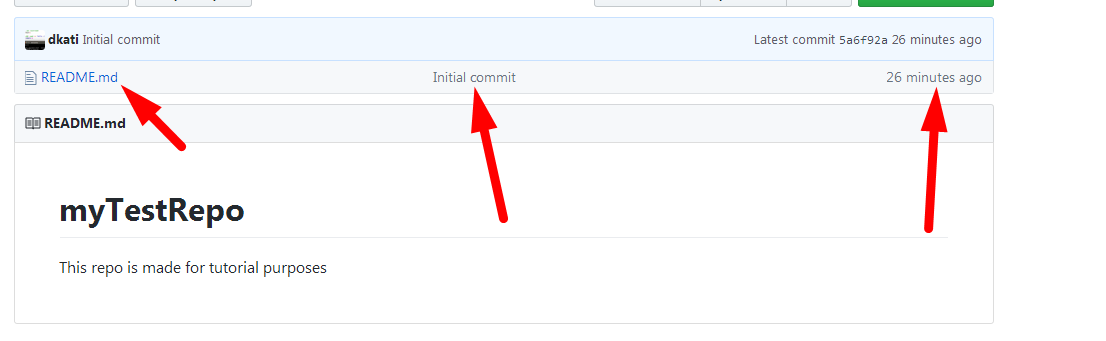 dkati Initial commit Latest commit 5a6f92a 26 minutes ago
README.md Initial commit 26 minutes ago
README.md
myTestRepo
This repo is made for tutorial purposes